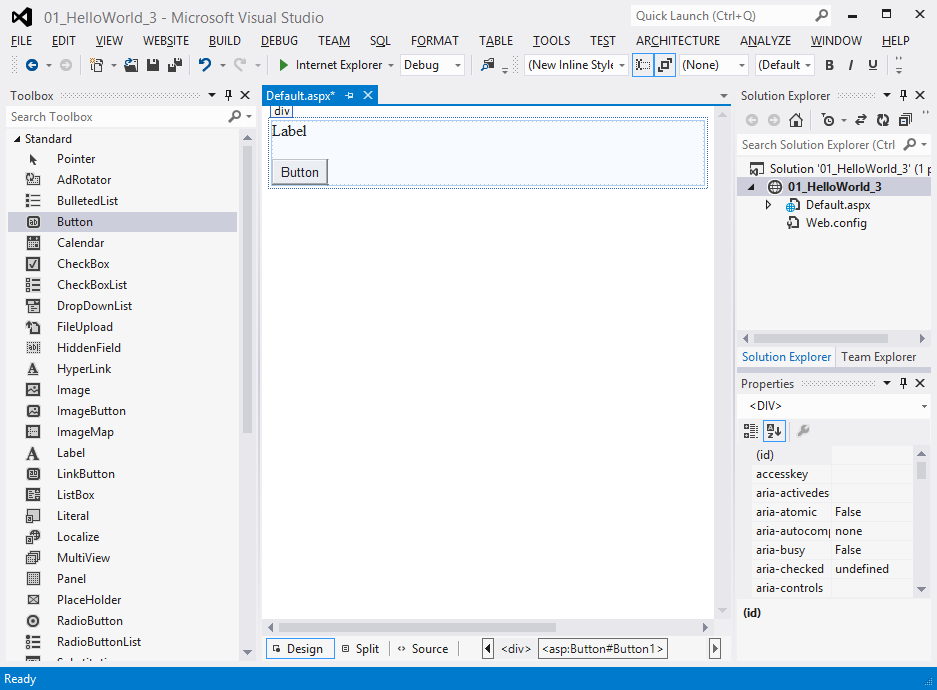 01_HelloWorld_3 - Microsoft Visual Studio
Quick Launch (Ctrl+Q)
FILE EDIT VIEW WEBSITE BUILD DEBUG TEAM SQL FORMAT TABLE TOOLS TEST ARCHITECTURE ANALYZE WINDOW HELP
Internet Explorer Debug (New Inline Style (None) (Default B I U
Toolbox
Search Toolbox
Standard
Pointer
AdRotator
BulletedList
Button
Calendar
CheckBox
CheckBoxList
DropDownList
FileUpload
HiddenField
HyperLink
Image
ImageButton
ImageMap
Label
LinkButton
ListBox
Literal
Localize
MultiView
Panel
PlaceHolder
RadioButton
RadioButtonList
Default.aspx*
div
Label
Button
Design Split Source <div> <asp:Button#Button1>
Solution Explorer
Search Solution Explorer (Ctrl
Solution '01_HelloWorld_3' (1 p
01_HelloWorld_3
Default.aspx
Web.config
Solution Explorer Team Explorer
Properties
<DIV>
(id)
accesskey
aria-activedes
aria-atomic False
aria-autocomp none
aria-busy False
aria-checked undefined
aria-controls
(id)
Ready